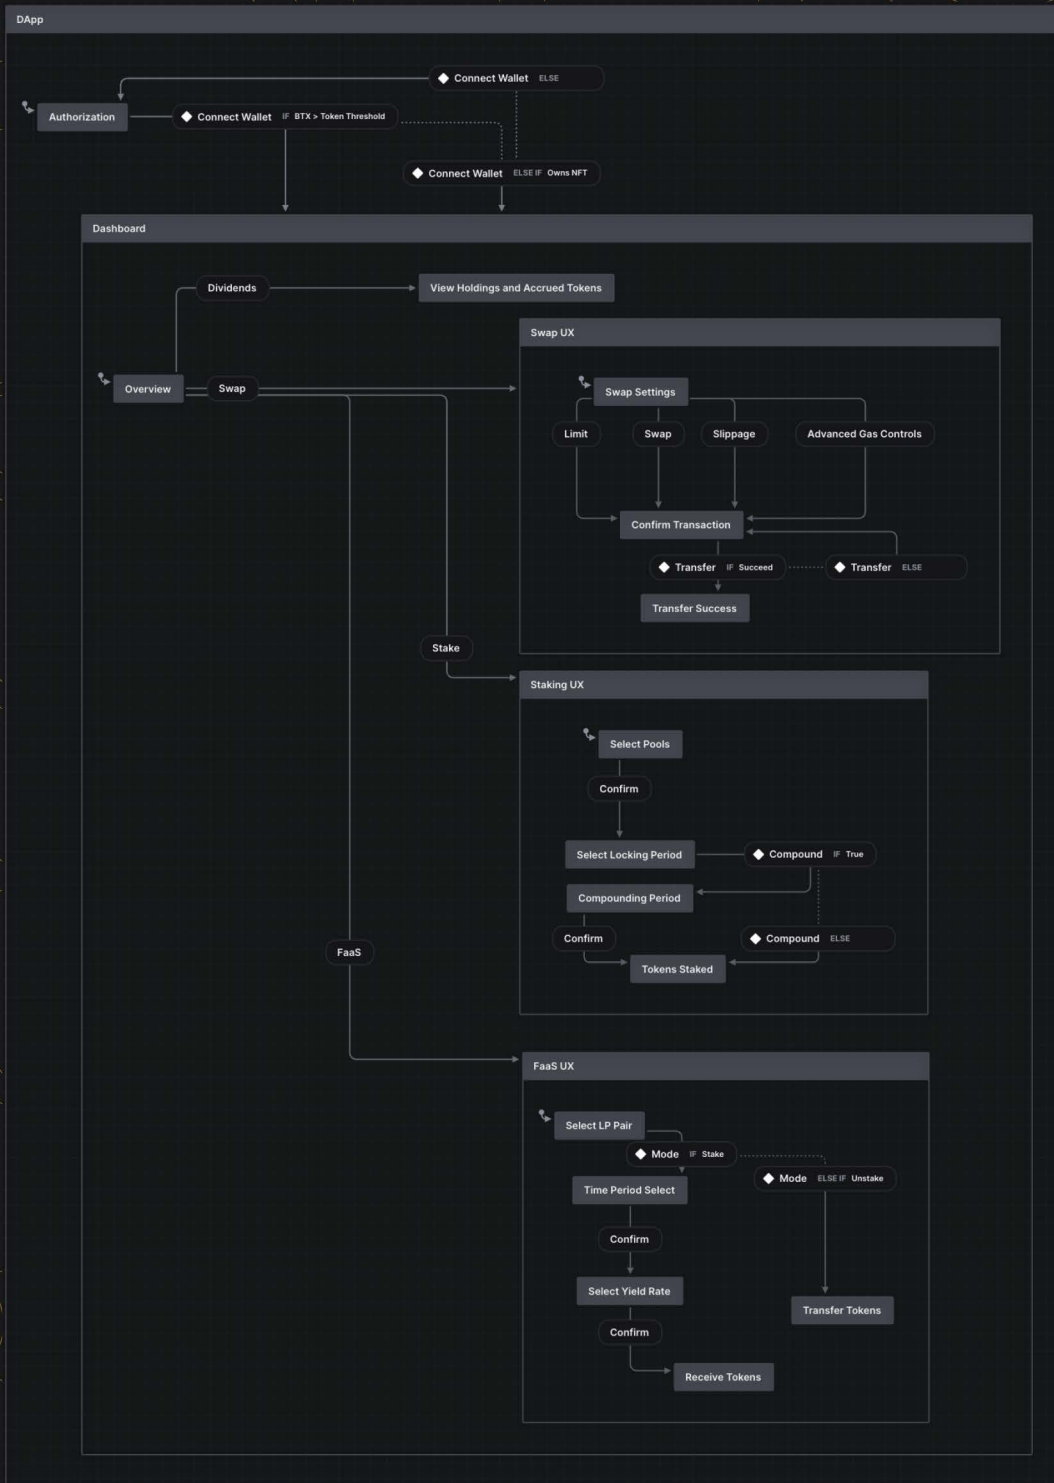 DApp
Connect Wallet ELSE
Authorization
Connect Wallet IF BTX > Token Threshold
Connect Wallet ELSE IF Owns NFT
Dashboard
Dividends
View Holdings and Accrued Tokens
Overview
Swap
Swap UX
Swap Settings
Limit
Swap
Slippage
Advanced Gas Controls
Confirm Transaction
Transfer IF Succeed
Transfer ELSE
Transfer Success
Stake
Staking UX
Select Pools
Confirm
Select Locking Period
Compound IF True
Compounding Period
Confirm
Compound ELSE
Tokens Staked
FaaS
FaaS UX
Select LP Pair
Mode IF Stake
Mode ELSE IF Unstake
Time Period Select
Confirm
Select Yield Rate
Transfer Tokens
Confirm
Receive Tokens